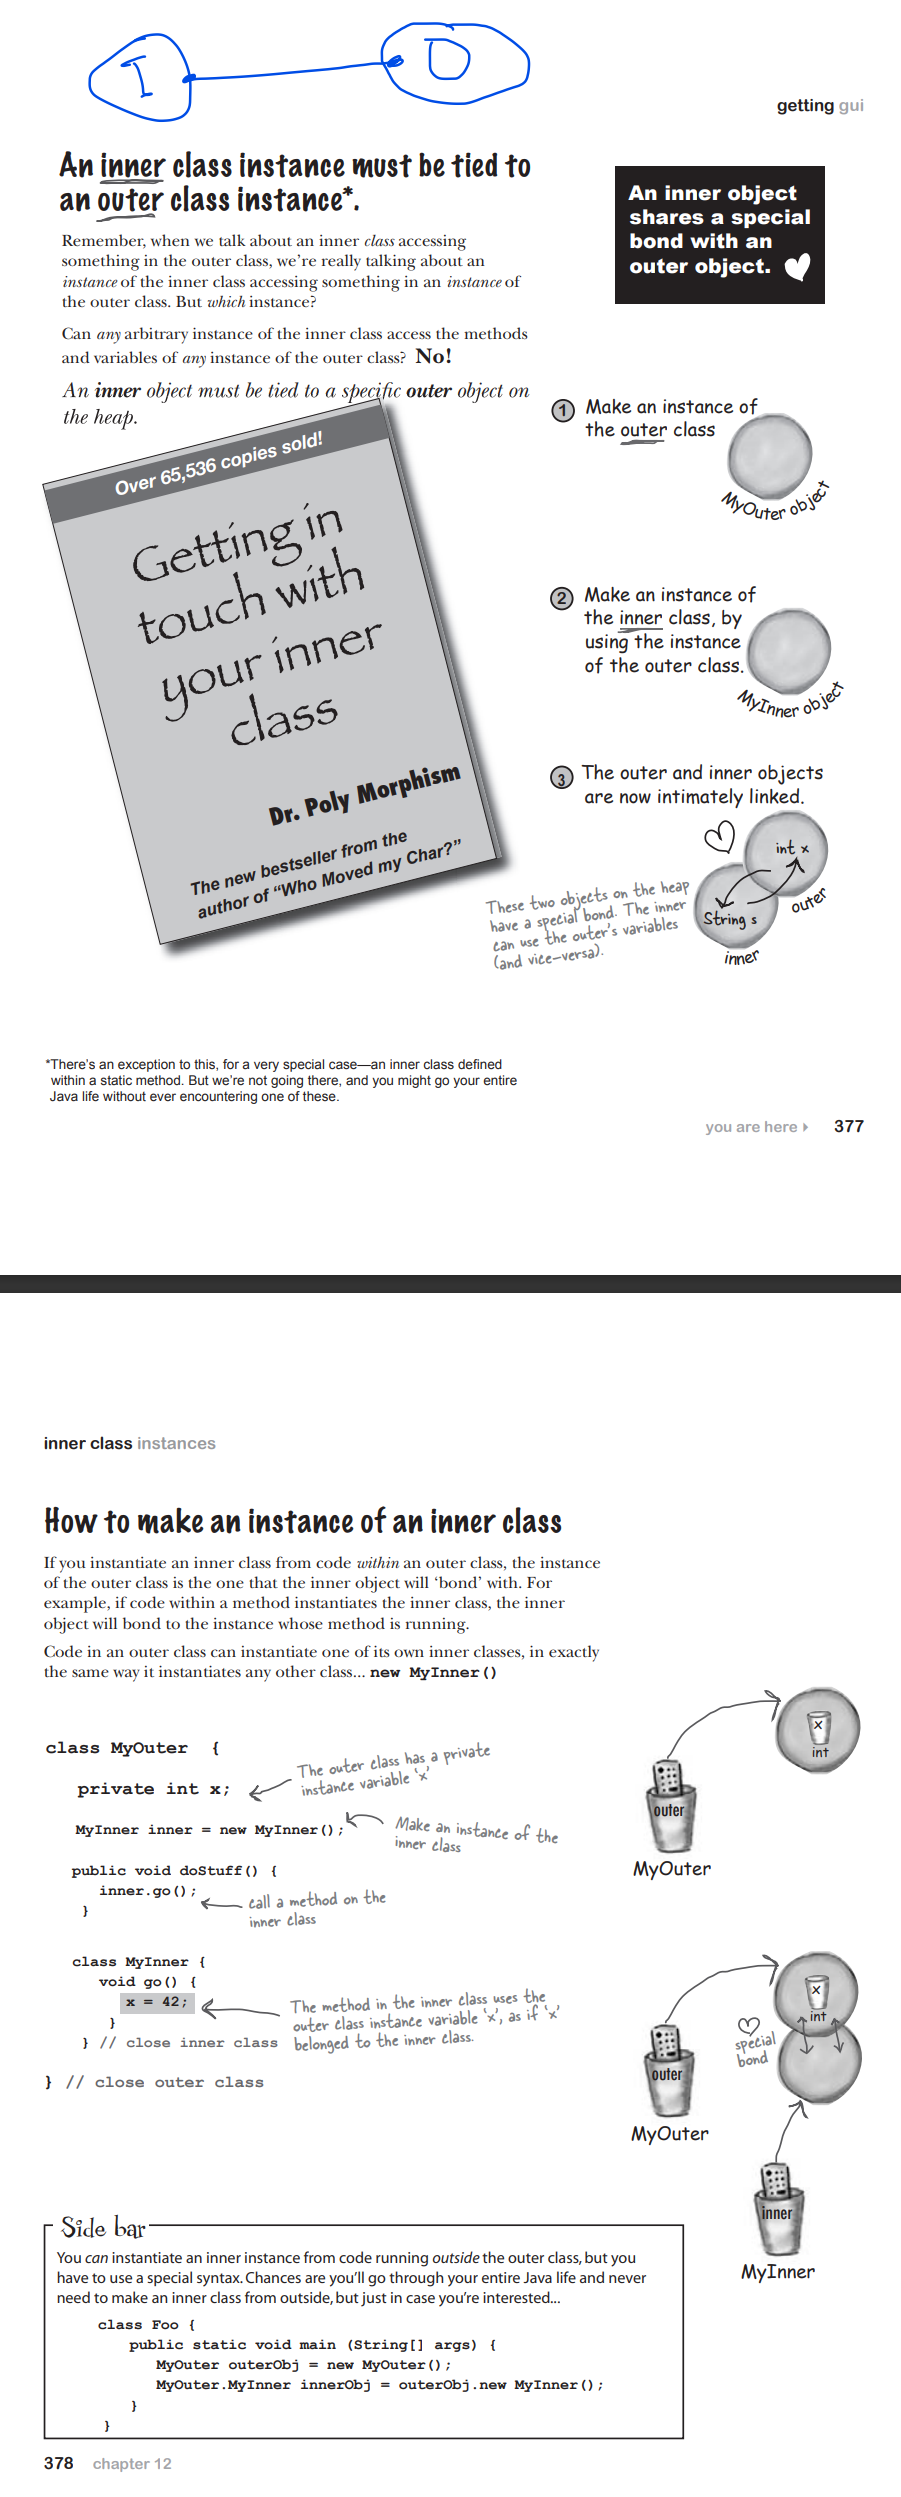 I O
getting gui
An inner class instance must be tied to
an outer class instance*.
An inner object
shares a special
bond with an
outer object.
Remember, when we talk about an inner class accessing
something in the outer class, we’re really talking about an
instance of the inner class accessing something in an instance of
the outer class. But which instance?
Can any arbitrary instance of the inner class access the methods
and variables of any instance of the outer class? No!
An inner object must be tied to a specific outer object on
the heap.
Over 65,536 copies sold!
Getting in
touch with
your inner
class
Dr. Poly Morphism
The new bestseller from the
author of “Who Moved my Char?”
1 Make an instance of
the outer class
MyOuter object
2 Make an instance of
the inner class, by
using the instance
of the outer class.
MyInner object
3 The outer and inner objects
are now intimately linked.
int x
outer
String s
inner
These two objects on the heap
have a special bond. The inner
can use the outer’s variables
(and vice-versa).
*There’s an exception to this, for a very special case—an inner class defined
within a static method. But we’re not going there, and you might go your entire
Java life without ever encountering one of these.
you are here 377
inner class instances
How to make an instance of an inner class
If you instantiate an inner class from code within an outer class, the instance
of the outer class is the one that the inner object will ‘bond’ with. For
example, if code within a method instantiates the inner class, the inner
object will bond to the instance whose method is running.
Code in an outer class can instantiate one of its own inner classes, in exactly
the same way it instantiates any other class... new MyInner()
class MyOuter {
private int x;
The outer class has a private
instance variable ‘x’
MyInner inner = new MyInner();
Make an instance of the
inner class
public void doStuff() {
inner.go();
}
call a method on the
inner class
class MyInner {
void go() {
x = 42;
}
} // close inner class
The method in the inner class uses the
outer class instance variable ‘x’, as if ‘x’
belonged to the inner class.
} // close outer class
x
int
outer
MyOuter
x
int
special
bond
outer
MyOuter
inner
MyInner
Side bar
You can instantiate an inner instance from code running outside the outer class, but you
have to use a special syntax. Chances are you’ll go through your entire Java life and never
need to make an inner class from outside, but just in case you’re interested...
class Foo {
public static void main (String[] args) {
MyOuter outerObj = new MyOuter();
MyOuter.MyInner innerObj = outerObj.new MyInner();
}
}
378 chapter 12